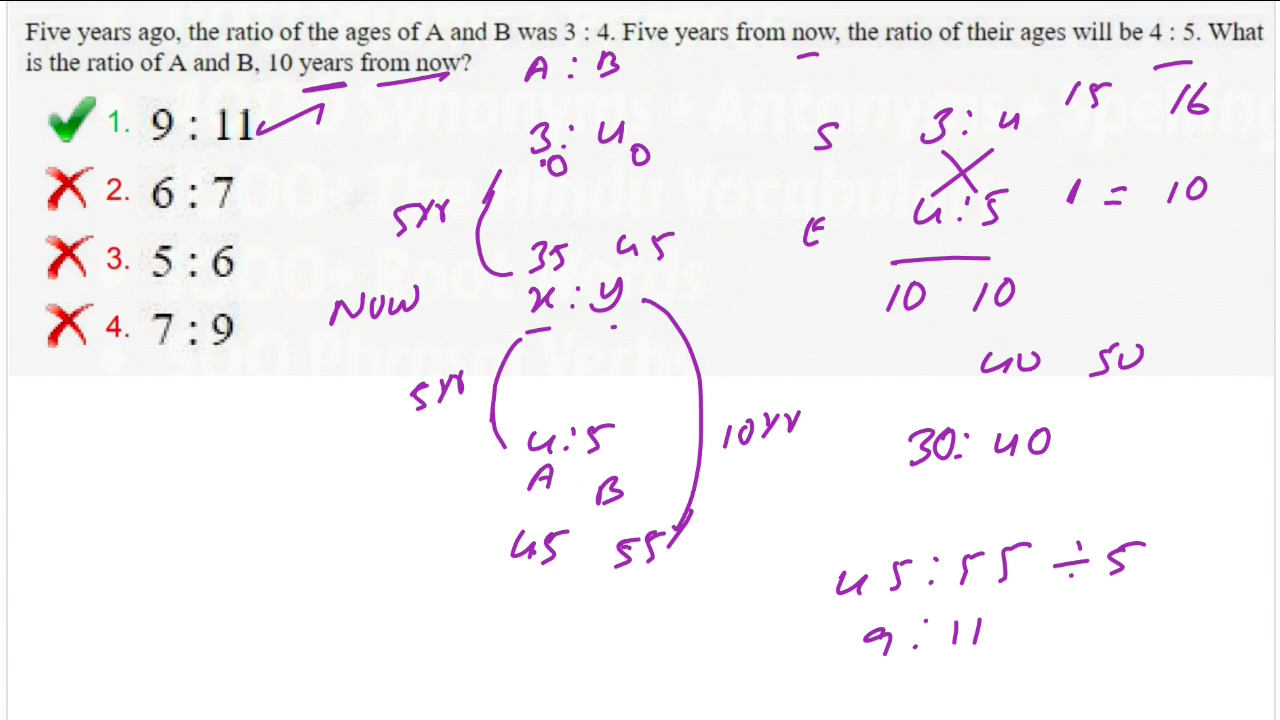 Five years ago, the ratio of the ages of A and B was 3 : 4. Five years from now, the ratio of their ages will be 4 : 5. What
is the ratio of A and B, 10 years from now?
1. 9 : 11
2. 6 : 7
3. 5 : 6
4. 7 : 9
A : B
3 : 4
0 0
5yr
35 45
NOW x : y
5yr
4 : 5
A B
10yr
45 55
S 3 : 4 15 16
E 4 : 5 1 = 10
10 10
40 50
30 : 40
45 : 55 ÷ 5
9 : 11